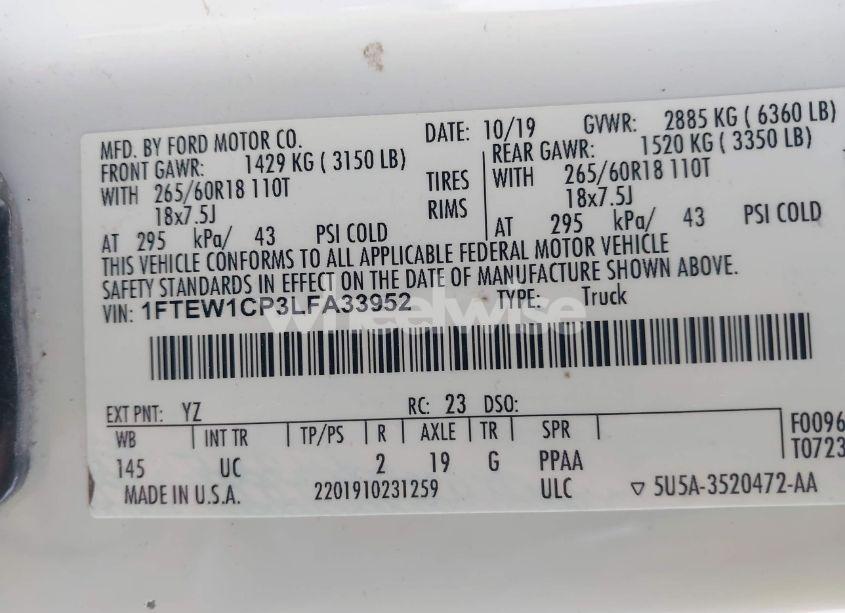 MFD. BY FORD MOTOR CO. DATE: 10/19 GVWR: 2885 KG ( 6360 LB)
FRONT GAWR: 1429 KG ( 3150 LB) REAR GAWR: 1520 KG ( 3350 LB)
WITH 265/60R18 110T TIRES WITH 265/60R18 110T
18x7.5J RIMS 18x7.5J
AT 295 kPa/ 43 PSI COLD AT 295 kPa/ 43 PSI COLD
THIS VEHICLE CONFORMS TO ALL APPLICABLE FEDERAL MOTOR VEHICLE
SAFETY STANDARDS IN EFFECT ON THE DATE OF MANUFACTURE SHOWN ABOVE.
VIN: 1FTEW1CP3LFA33952 TYPE: Truck
wheelwise
EXT PNT: YZ RC: 23 DSO:
WB INT TR TP/PS R AXLE TR SPR F0096
145 UC 2 19 G PPAA T0723
MADE IN U.S.A. 2201910231259 ULC ▽ 5U5A-3520472-AA